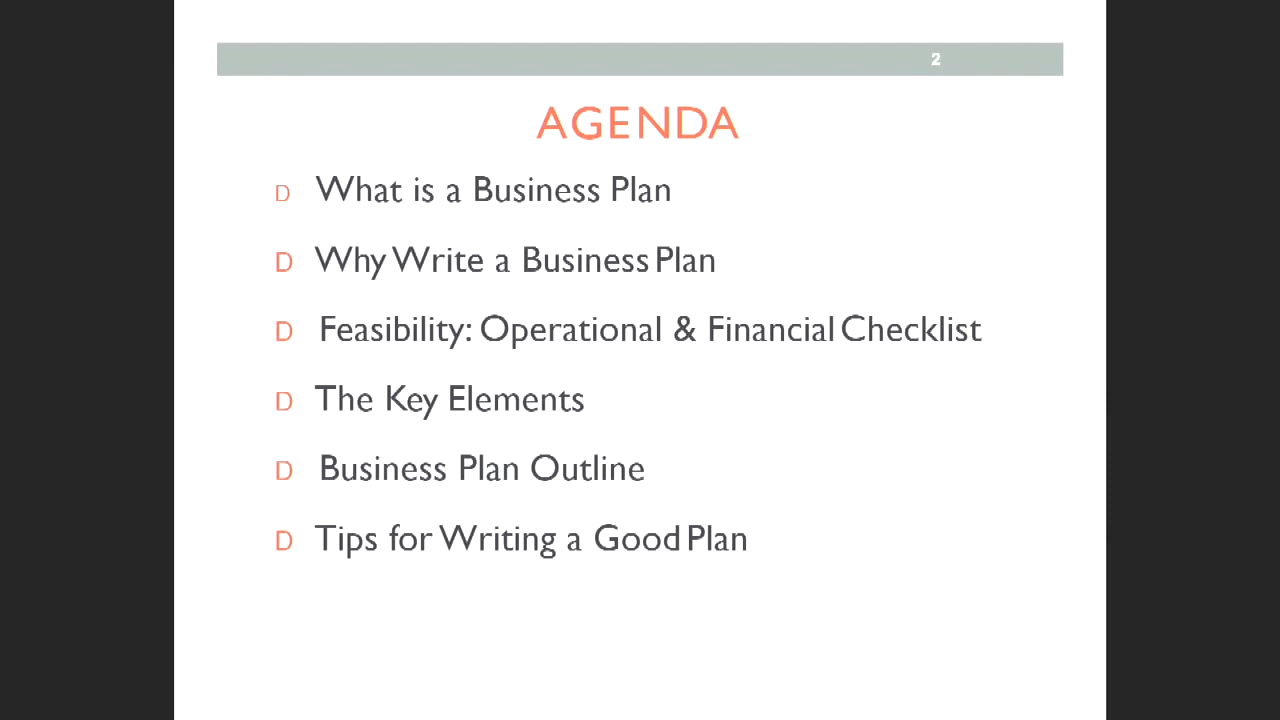 2
AGENDA
D What is a Business Plan
D Why Write a Business Plan
D Feasibility: Operational & Financial Checklist
D The Key Elements
D Business Plan Outline
D Tips for Writing a Good Plan